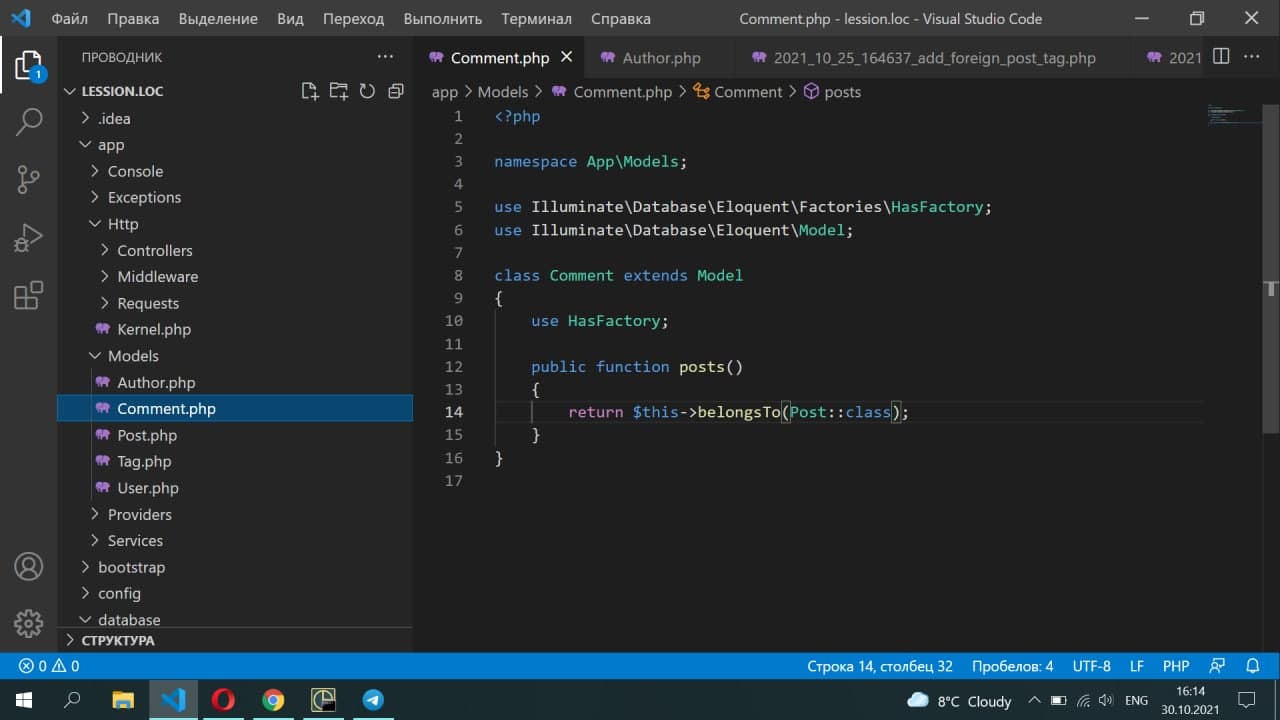 Файл Правка Выделение Вид Переход Выполнить Терминал Справка Comment.php - lession.loc - Visual Studio Code
ПРОВОДНИК
Comment.php Author.php 2021_10_25_164637_add_foreign_post_tag.php 2021
LESSION.LOC
app > Models > Comment.php > Comment > posts
.idea
app
Console
Exceptions
Http
Controllers
Middleware
Requests
Kernel.php
Models
Author.php
Comment.php
Post.php
Tag.php
User.php
Providers
Services
bootstrap
config
database
СТРУКТУРА
1 <?php
2
3 namespace App\Models;
4
5 use Illuminate\Database\Eloquent\Factories\HasFactory;
6 use Illuminate\Database\Eloquent\Model;
7
8 class Comment extends Model
9 {
10 use HasFactory;
11
12 public function posts()
13 {
14 return $this->belongsTo(Post::class);
15 }
16 }
17
1
0 0 Строка 14, столбец 32 Пробелов: 4 UTF-8 LF PHP
8°C Cloudy ENG 16:14
30.10.2021